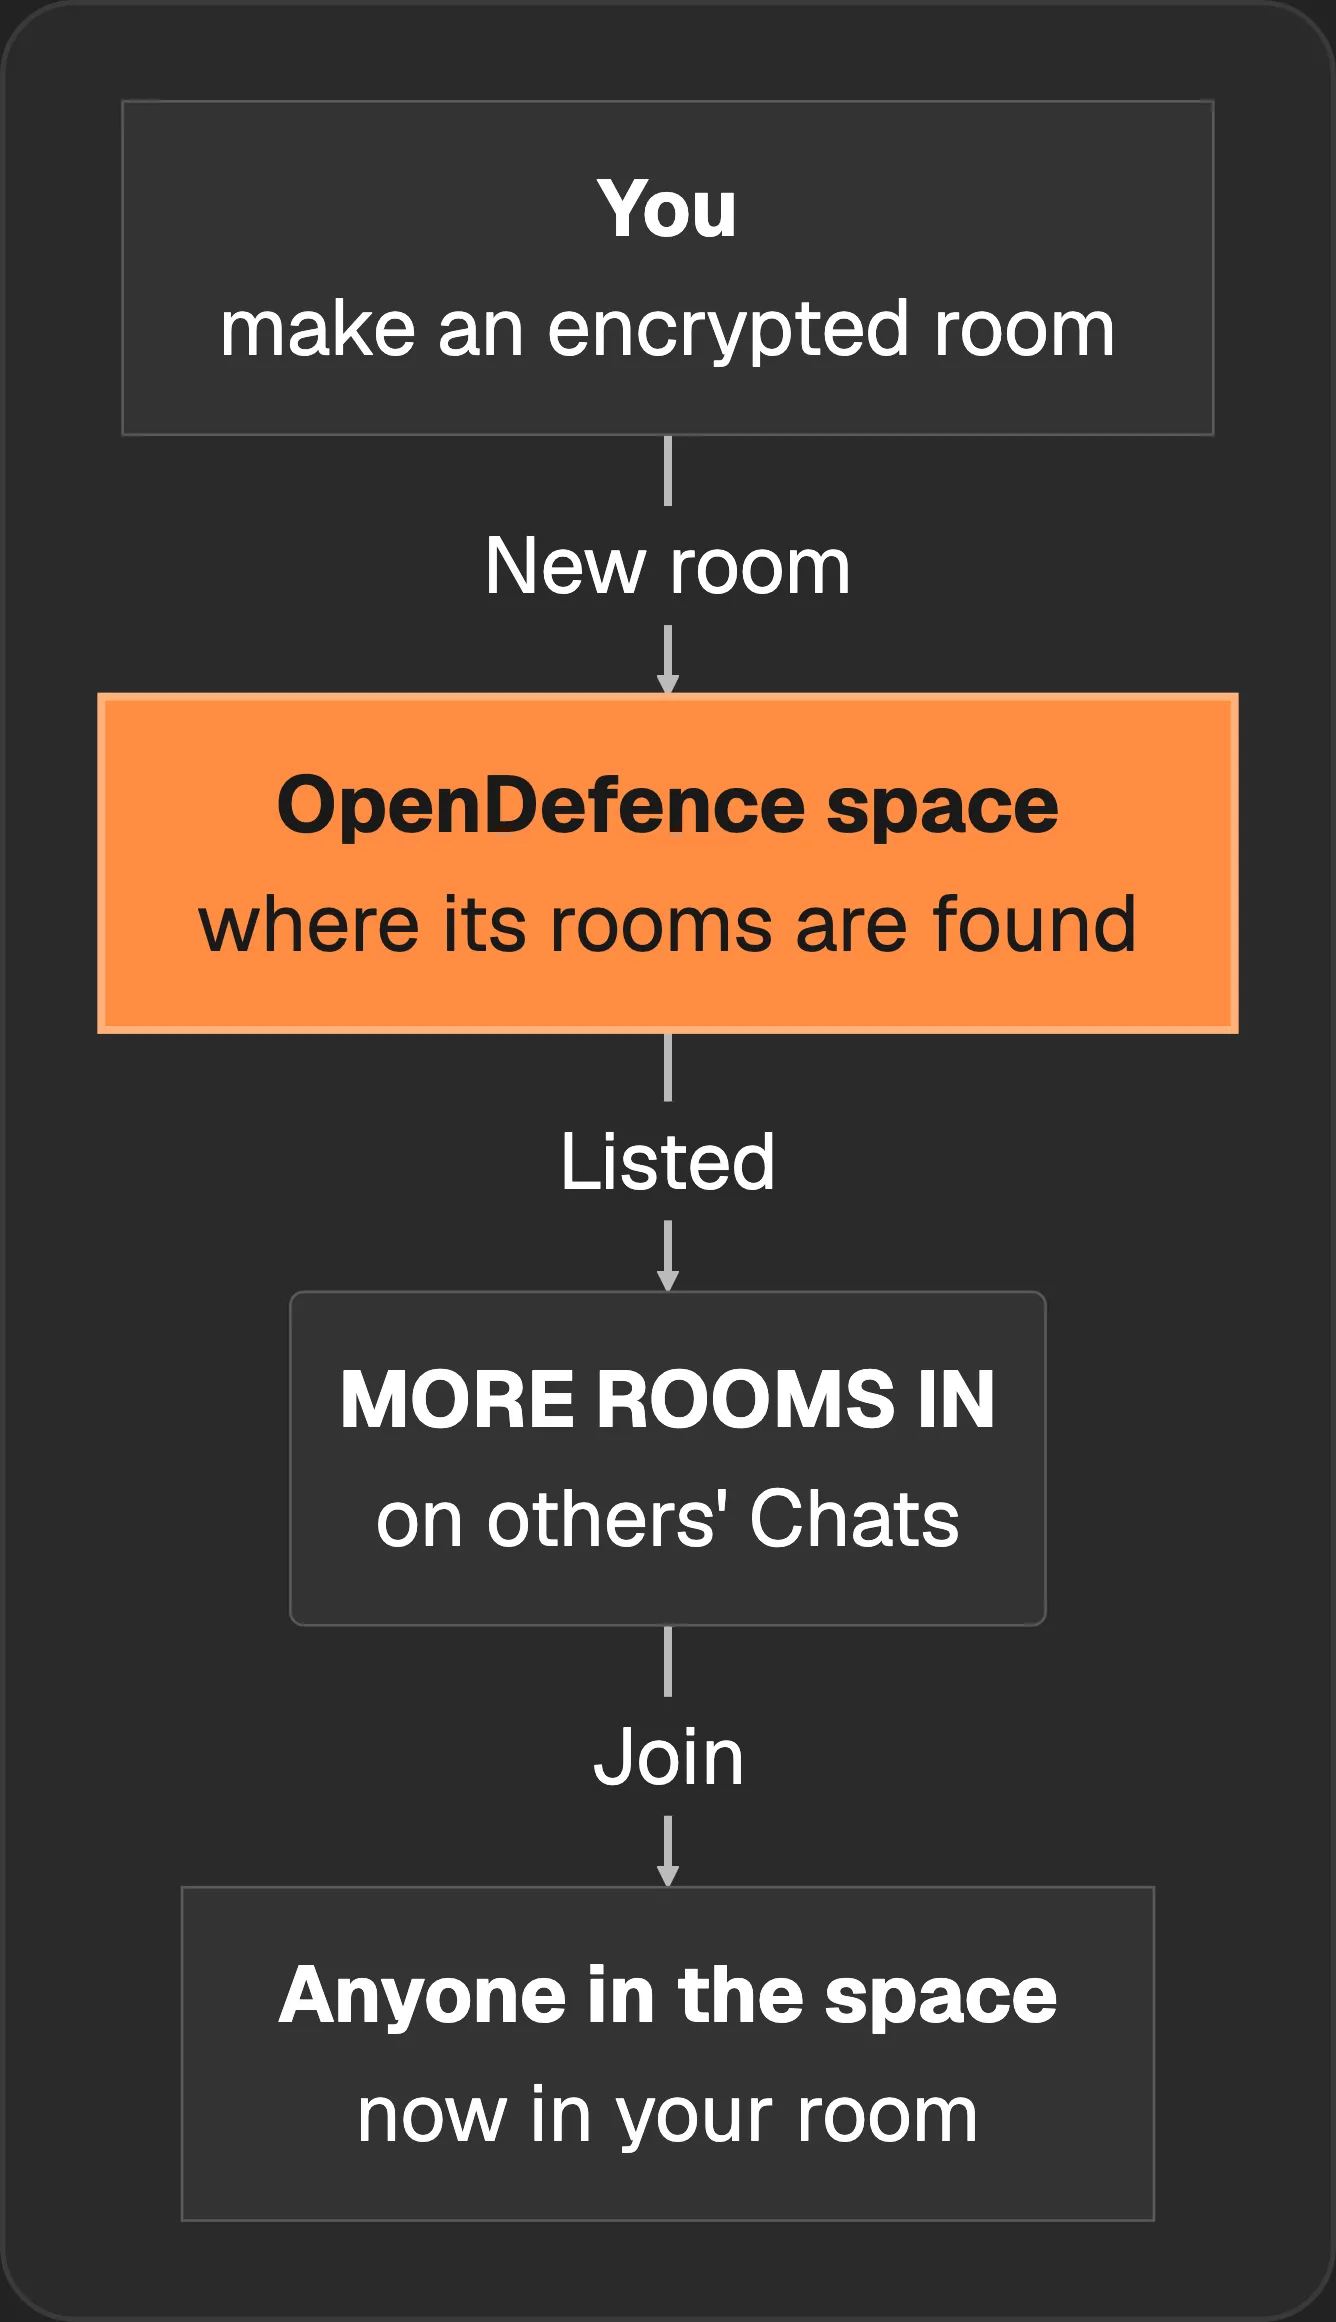 You
make an encrypted room
New room
OpenDefence space
where its rooms are found
Listed
MORE ROOMS IN
on others' Chats
Join
Anyone in the space
now in your room